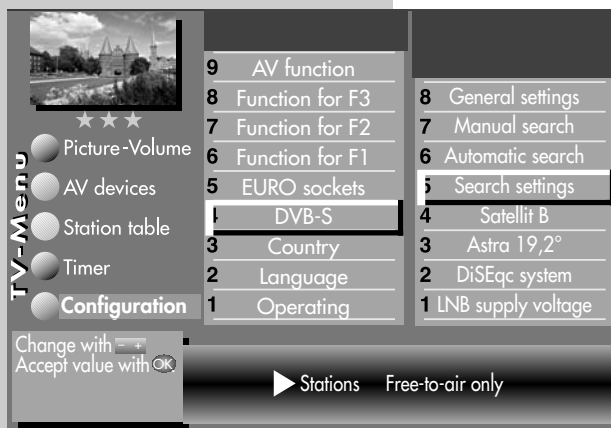 TV-Menu
Picture-Volume
AV devices
Station table
Timer
Configuration
9 AV function
8 Function for F3
7 Function for F2
6 Function for F1
5 EURO sockets
4 DVB-S
3 Country
2 Language
1 Operating
8 General settings
7 Manual search
6 Automatic search
5 Search settings
4 Satellit B
3 Astra 19,2°
2 DiSEqc system
1 LNB supply voltage
Change with - +
Accept value with OK
Stations Free-to-air only